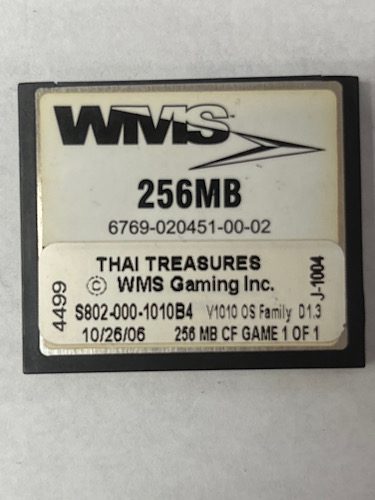 WMS
256MB
6769-020451-00-02
THAI TREASURES
© WMS Gaming Inc.
S802-000-1010B4 V1010 OS Family D1.3
10/26/06 256 MB CF GAME 1 OF 1
4499
J-1004